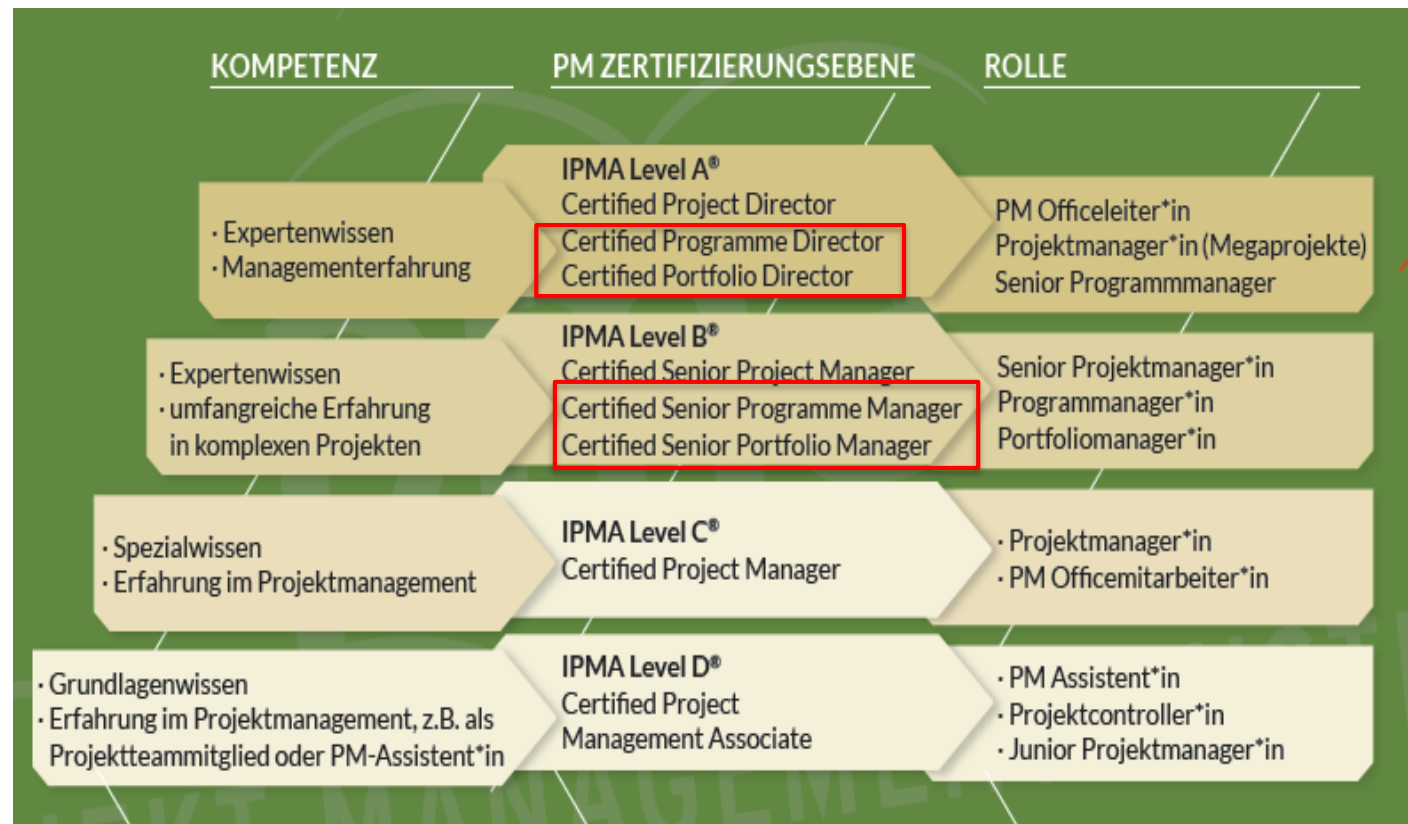 KOMPETENZ
PM ZERTIFIZIERUNGSEBENE
ROLLE
· Expertenwissen
· Managementerfahrung
IPMA Level A®
Certified Project Director
Certified Programme Director
Certified Portfolio Director
PM Officeleiter*in
Projektmanager*in (Megaprojekte)
Senior Programmmanager
· Expertenwissen
· umfangreiche Erfahrung
in komplexen Projekten
IPMA Level B®
Certified Senior Project Manager
Certified Senior Programme Manager
Certified Senior Portfolio Manager
Senior Projektmanager*in
Programmanager*in
Portfoliomanager*in
· Spezialwissen
· Erfahrung im Projektmanagement
IPMA Level C®
Certified Project Manager
· Projektmanager*in
· PM Officemitarbeiter*in
· Grundlagenwissen
· Erfahrung im Projektmanagement, z.B. als
Projektteammitglied oder PM-Assistent*in
IPMA Level D®
Certified Project
Management Associate
· PM Assistent*in
· Projektcontroller*in
· Junior Projektmanager*in